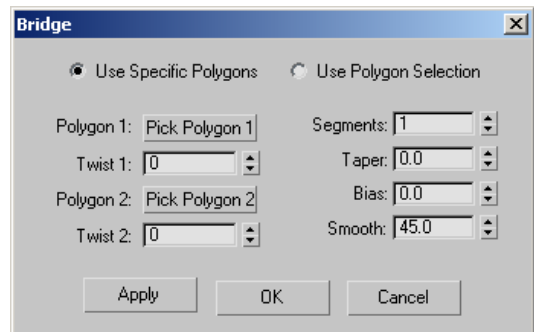 Bridge
Use Specific Polygons Use Polygon Selection
Polygon 1: Pick Polygon 1 Segments: 1
Twist 1: 0 Taper: 0.0
Polygon 2: Pick Polygon 2 Bias: 0.0
Twist 2: 0 Smooth: 45.0
Apply OK Cancel